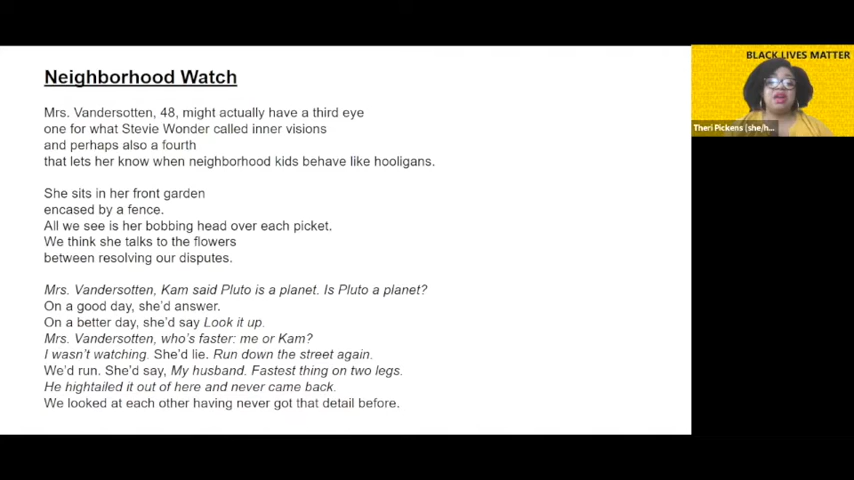 BLACK LIVES MATTER
Theri Pickens (she/h...
Neighborhood Watch
Mrs. Vandersotten, 48, might actually have a third eye
one for what Stevie Wonder called inner visions
and perhaps also a fourth
that lets her know when neighborhood kids behave like hooligans.
She sits in her front garden
encased by a fence.
All we see is her bobbing head over each picket.
We think she talks to the flowers
between resolving our disputes.
Mrs. Vandersotten, Kam said Pluto is a planet. Is Pluto a planet?
On a good day, she'd answer.
On a better day, she'd say Look it up.
Mrs. Vandersotten, who's faster: me or Kam?
I wasn't watching. She'd lie. Run down the street again.
We'd run. She'd say, My husband. Fastest thing on two legs.
He hightailed it out of here and never came back.
We looked at each other having never got that detail before.